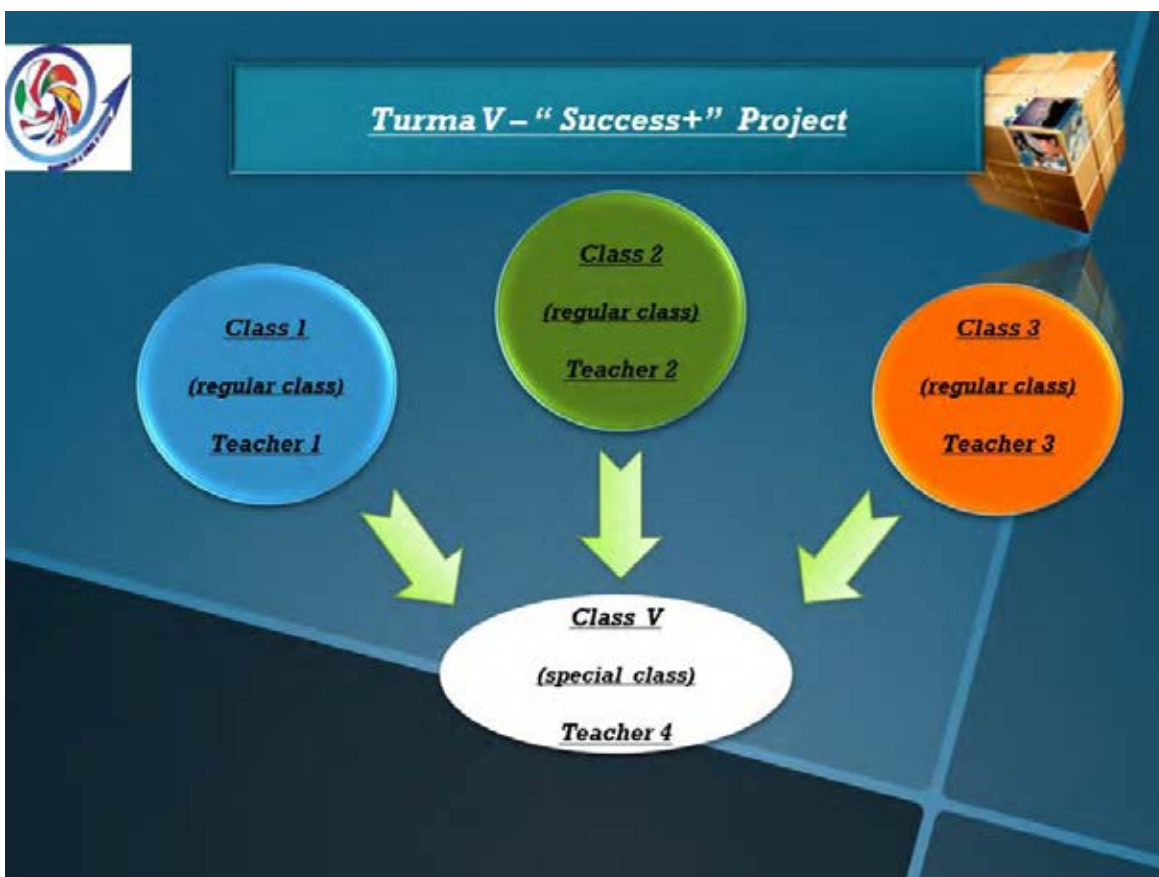 Turma V – “ Success+” Project
Class 1
(regular class)
Teacher 1
Class 2
(regular class)
Teacher 2
Class 3
(regular class)
Teacher 3
Class V
(special class)
Teacher 4